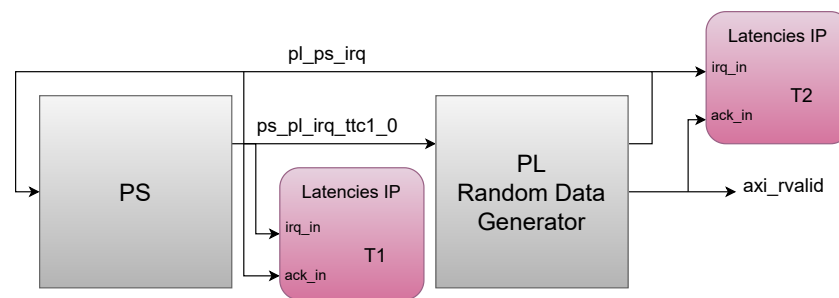 pl_ps_irq
Latencies IP
irq_in
T2
ack_in
PS
ps_pl_irq_ttc1_0
PL
Random Data
Generator
axi_rvalid
Latencies IP
irq_in
T1
ack_in